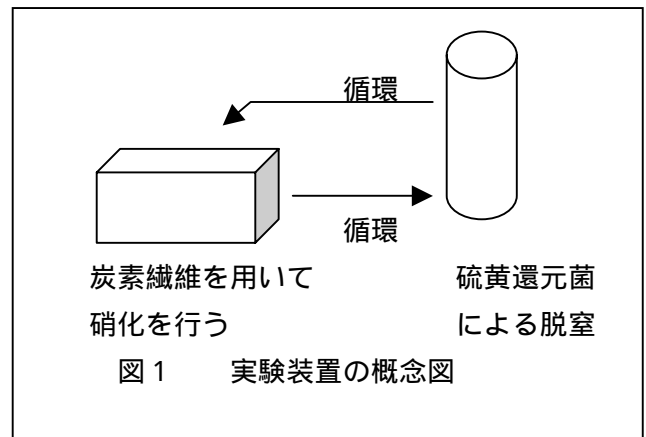 循環
循環
炭素繊維を用いて
硝化を行う
硫黄還元菌
による脱窒
図1 実験装置の概念図